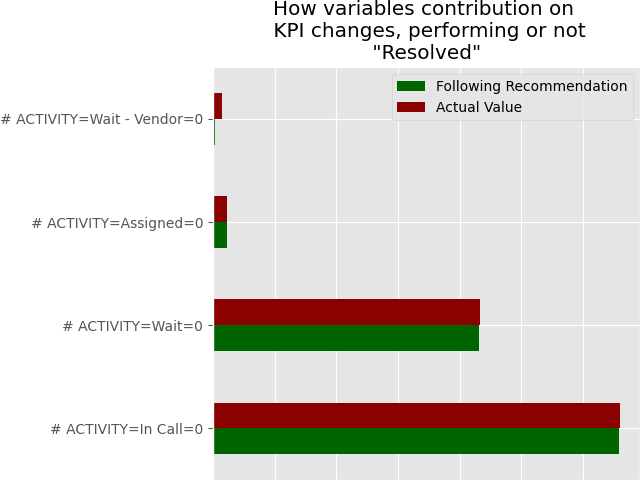 How variables contribution on
KPI changes, performing or not
"Resolved"
Following Recommendation
Actual Value
# ACTIVITY=Wait - Vendor=0
# ACTIVITY=Assigned=0
# ACTIVITY=Wait=0
# ACTIVITY=In Call=0